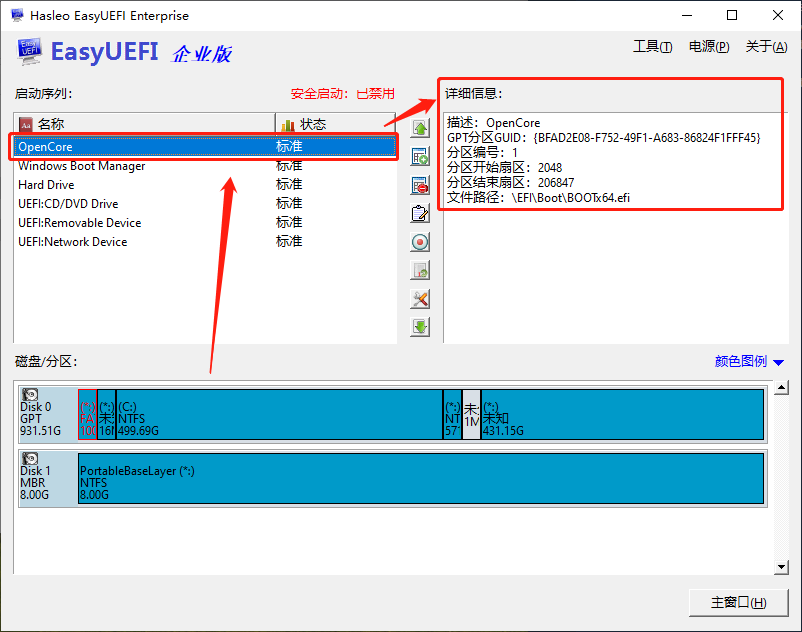 Hasleo EasyUEFI Enterprise
EasyUEFI 企业版
工具(T) 电源(P) 关于(A)
启动序列:
安全启动: 已禁用
名称 状态
OpenCore 标准
Windows Boot Manager 标准
Hard Drive 标准
UEFI:CD/DVD Drive 标准
UEFI:Removable Device 标准
UEFI:Network Device 标准
详细信息:
描述: OpenCore
GPT分区GUID: {BFAD2E08-F752-49F1-A683-86824F1FFF45}
分区编号: 1
分区开始扇区: 2048
分区结束扇区: 206847
文件路径: \EFI\Boot\BOOTx64.efi
磁盘/分区:
颜色图例
Disk 0
GPT
931.51G
(*:)
FA
100
(*:)
未
16M
(C:)
NTFS
499.69G
(*:)
NT
57
未
1M
(*:)
未知
431.15G
Disk 1
MBR
8.00G
PortableBaseLayer (*:)
NTFS
8.00G
主窗口(H)